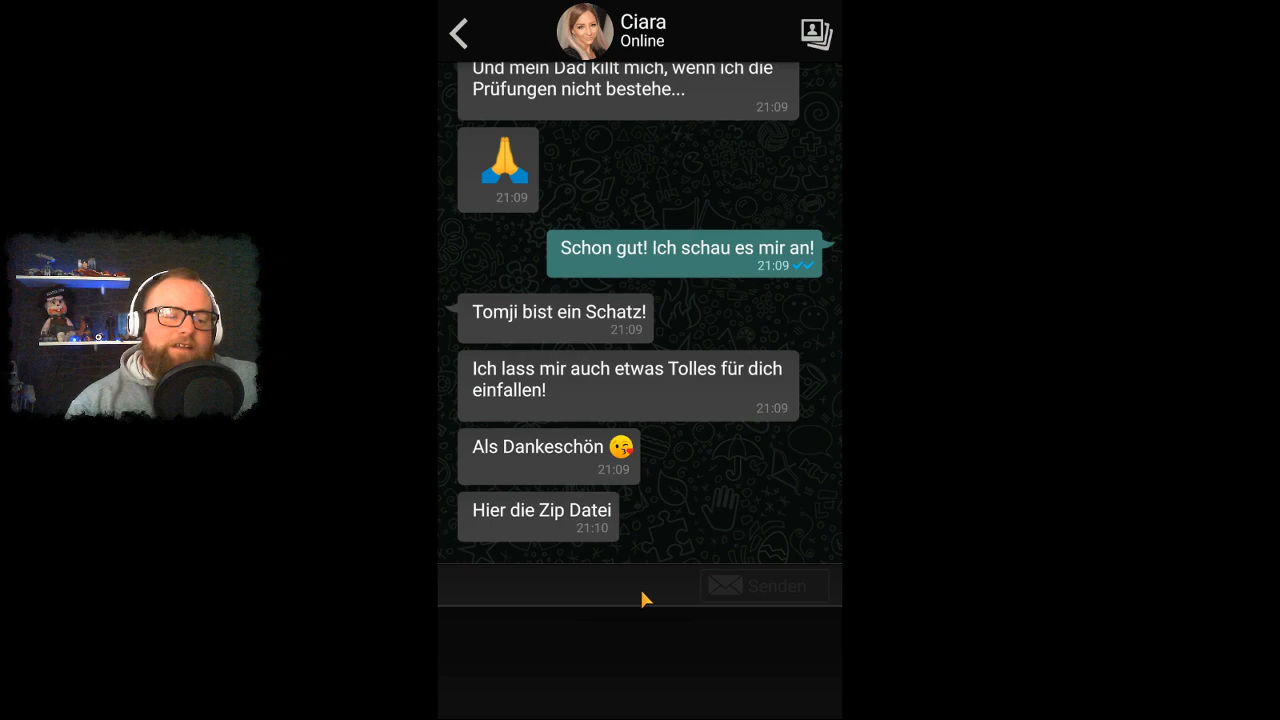 Ciara
Online
Und mein Dad killt mich, wenn ich die
Prüfungen nicht bestehe...
21:09
21:09
Schon gut! Ich schau es mir an!
21:09
Tomji bist ein Schatz!
21:09
Ich lass mir auch etwas Tolles für dich
einfallen!
21:09
Als Dankeschön 😘
21:09
Hier die Zip Datei
21:10
Senden